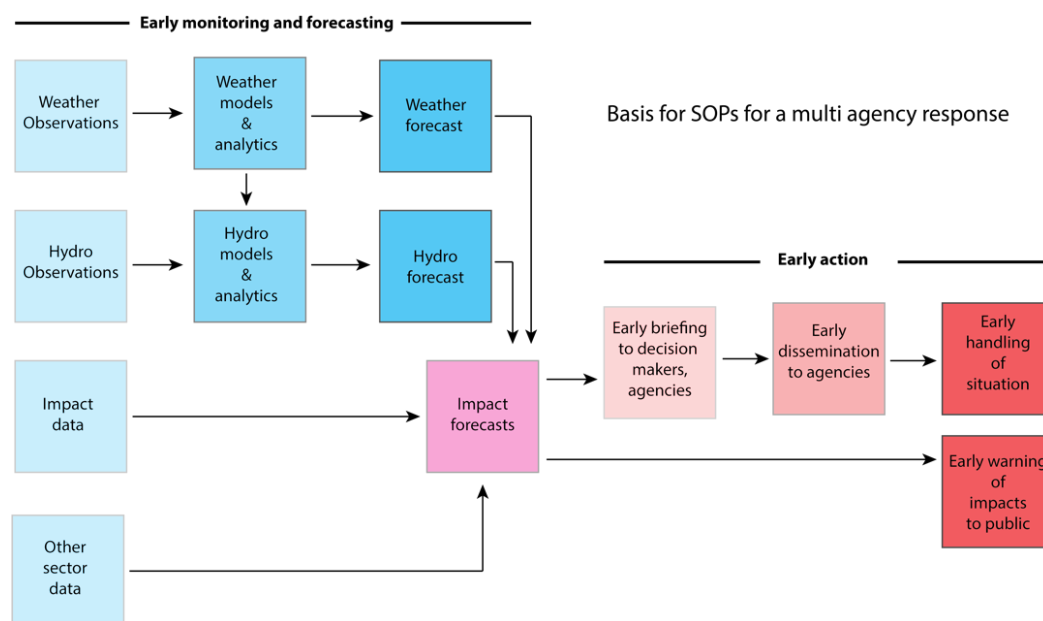 Early monitoring and forecasting
Weather
Observations
Weather
models
&
analytics
Weather
forecast
Basis for SOPs for a multi agency response
Hydro
Observations
Hydro
models
&
analytics
Hydro
forecast
Early action
Impact
data
Impact
forecasts
Early briefing
to decision
makers,
agencies
Early
dissemination
to agencies
Early
handling
of
situation
Early warning
of
impacts
to public
Other
sector
data